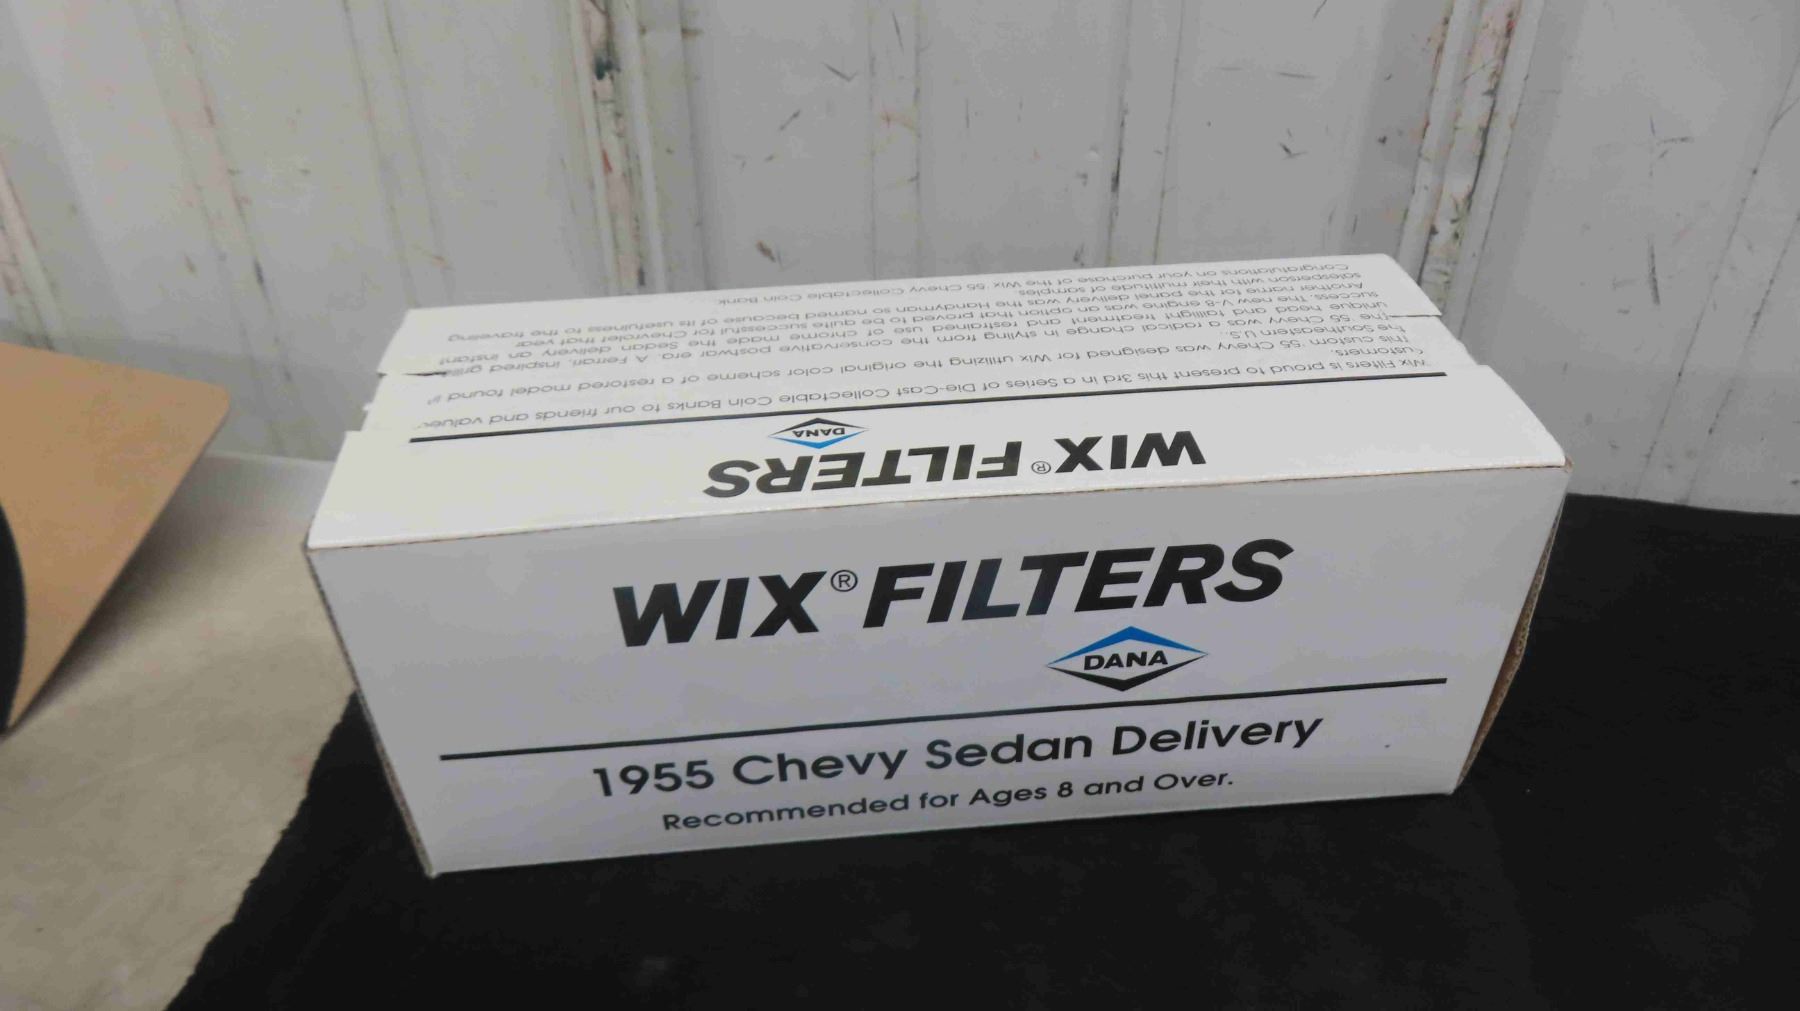 WIX® FILTERS
DANA
1955 Chevy Sedan Delivery
Recommended for Ages 8 and Over.
WIX® FILTERS
DANA
Wix Filters is proud to present this 3rd in a Series of Die-Cast Collectable Coin Banks to our friends and valued
customers.
This custom '55 Chevy was designed for Wix utilizing the original color scheme of a restored model found in
the Southeastern U.S.
The '55 Chevy was a radical change in styling from the conservative postwar era. A Ferrari, inspired grille
unique head and taillight treatment and restrained use of chrome made the Sedan delivery an instant
success. The new V-8 engine was an option that proved to be quite successful for Chevrolet that year
Another name for the panel delivery was the Handyman so named because of its usefulness to the traveling
salesperson with their multitude of samples.
Congratulations on your purchase of the Wix '55 Chevy Collectable Coin Bank.